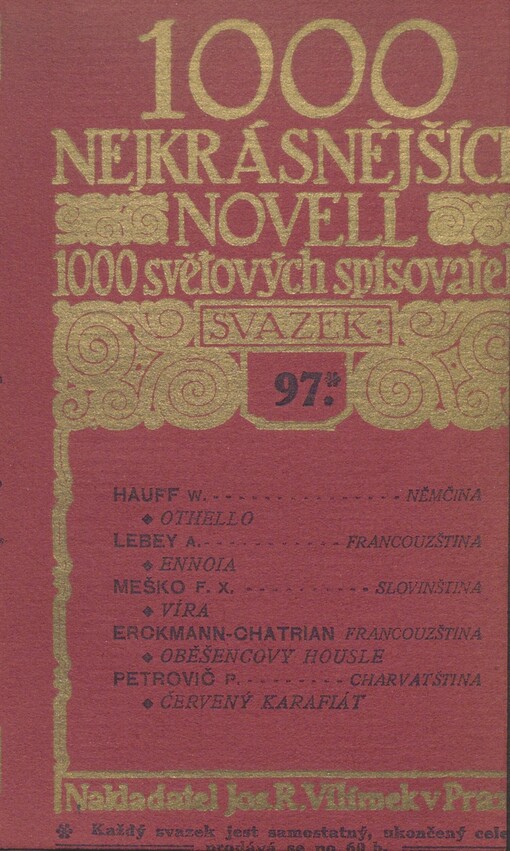 1000
NEJKRÁSNĚJŠÍC
NOVELL
1000 světových spisovatel
SVAZEK:
97.*
HAUFF W. - - - - - - - - - - - - - - - - NĚMČINA
◆ OTHELLO
LEBEY A. - - - - - - - - - - - - FRANCOUZŠTINA
◆ ENNOIA
MEŠKO F. X. - - - - - - - - - - SLOVINŠTINA
◆ VÍRA
ERCKMANN-CHATRIAN FRANCOUZŠTINA
◆ OBĚŠENCOVY HOUSLE
PETROVIČ P. - - - - - - - - CHARVATŠTINA
◆ ČERVENÝ KARAFIÁT
Nakladatel Jos. R. Vilímek v Praz
* Každý svazek jest samostatný, ukončený cele
prodává se po 60 h.